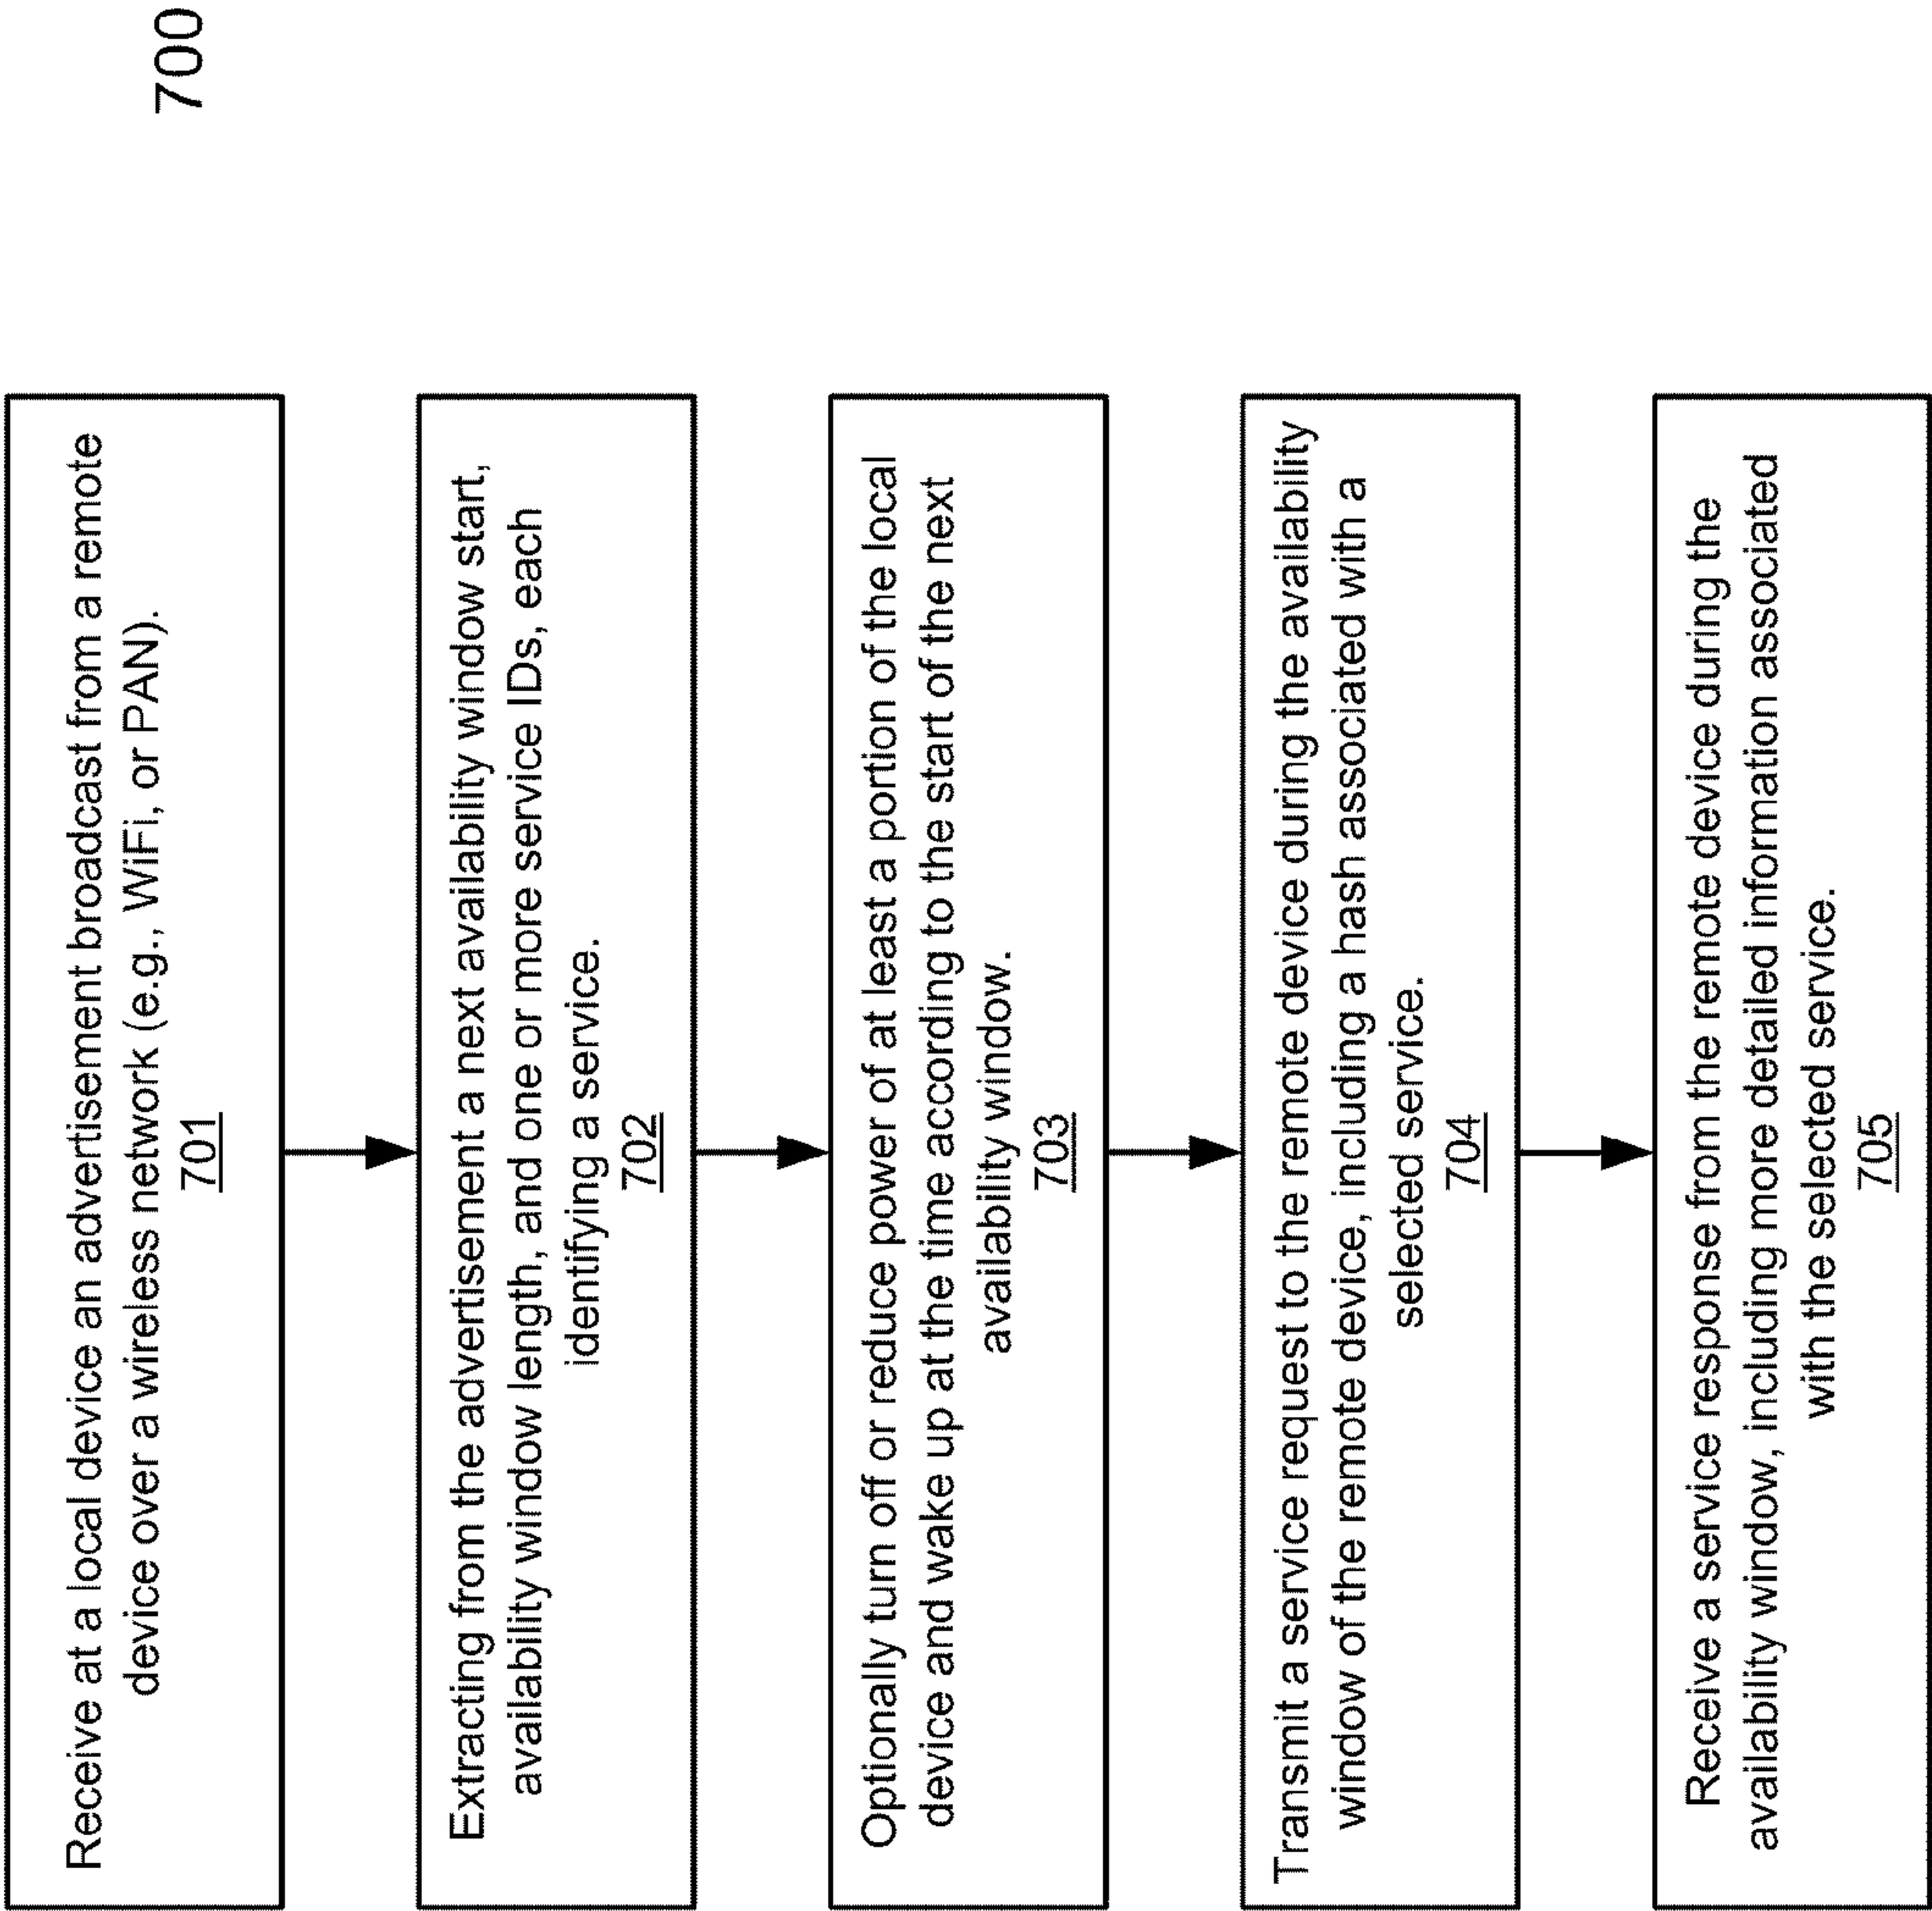 700
Receive at a local device an advertisement broadcast from a remote
device over a wireless network (e.g., WiFi, or PAN).
701
Extracting from the advertisement a next availability window start,
availability window length, and one or more service IDs, each
identifying a service.
702
Optionally turn off or reduce power of at least a portion of the local
device and wake up at the time according to the start of the next
availability window.
703
Transmit a service request to the remote device during the availability
window of the remote device, including a hash associated with a
selected service.
704
Receive a service response from the remote device during the
availability window, including more detailed information associated
with the selected service.
705